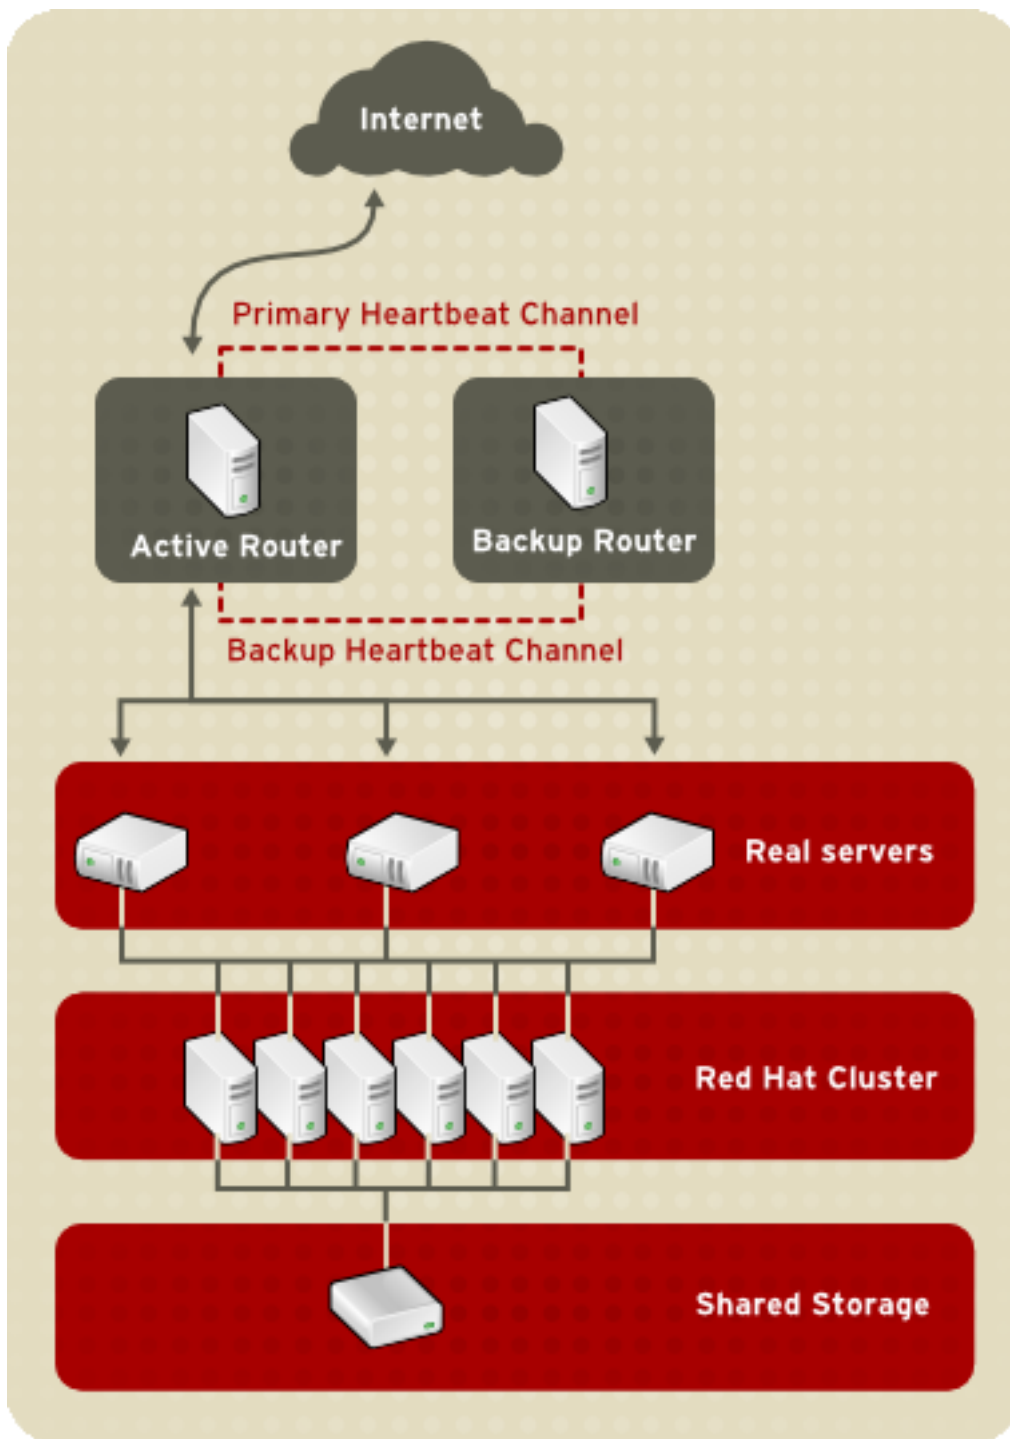 Internet
Primary Heartbeat Channel
Active Router
Backup Router
Backup Heartbeat Channel
Real servers
Red Hat Cluster
Shared Storage